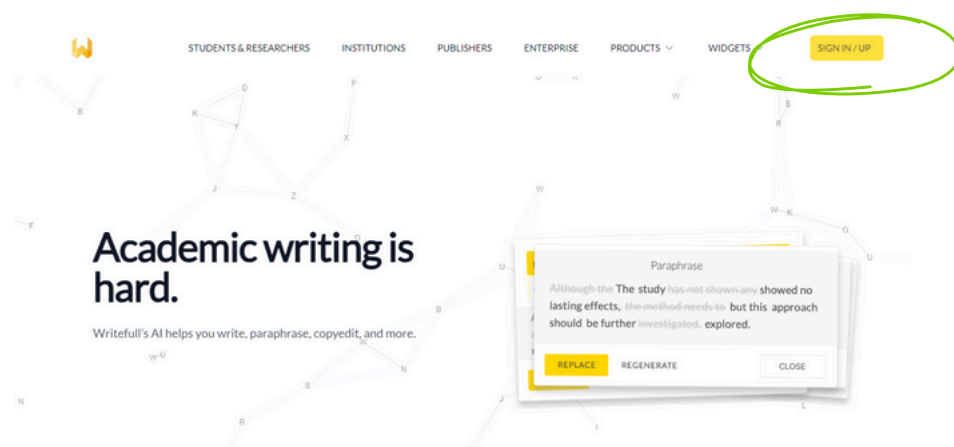 STUDENTS & RESEARCHERS INSTITUTIONS PUBLISHERS ENTERPRISE PRODUCTS WIDGETS SIGN IN / UP
Academic writing is
hard.
Writefull's AI helps you write, paraphrase, copyedit, and more.
Paraphrase
Although the The study has not shown any showed no
lasting effects, the method needs to but this approach
should be further investigated. explored.
REPLACE REGENERATE CLOSE